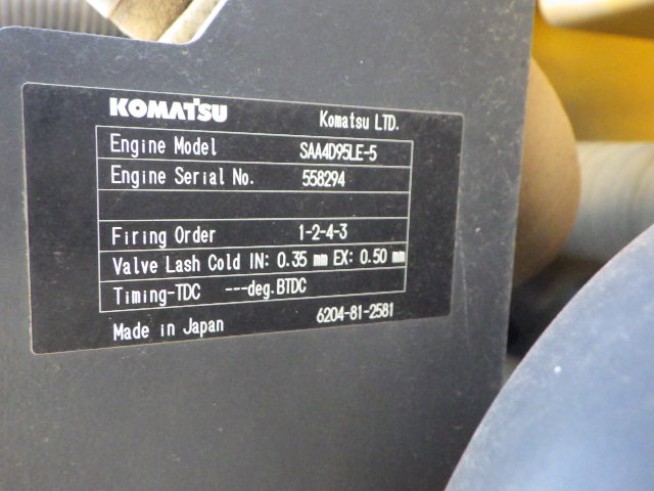 KOMATSU Komatsu LTD.
Engine Model SAA4D95LE-5
Engine Serial No. 558294
Firing Order 1-2-4-3
Valve Lash Cold IN: 0.35 mm EX: 0.50 mm
Timing-TDC ---deg.BTDC
Made in Japan 6204-81-2581